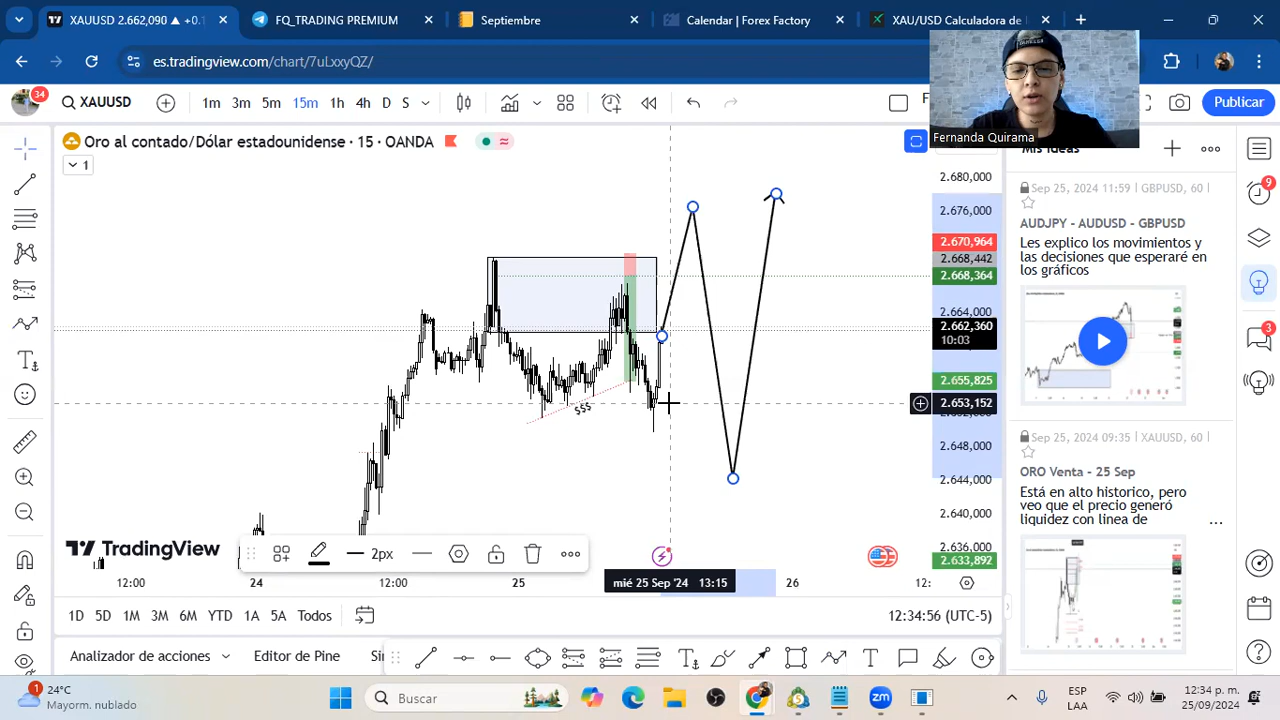 XAUUSD 2.662,090 ▲ +0.1
FQ_TRADING PREMIUM
Septiembre
Calendar | Forex Factory
XAU/USD Calculadora de
es.tradingview.com/chart/7uLxxyQZ/
34
XAUUSD
1m 3m 5m 15m 1h 4h D S
Publicar
Fernanda Quirama
Oro al contado/Dólar estadounidense · 15 · OANDA
1
Mis ideas
2.680,000
2.676,000
2.670,964
2.668,442
2.668,364
2.664,000
2.662,360
10:03
2.655,825
2.653,152
2.648,000
2.644,000
2.640,000
2.636,000
2.633,892
$$$
Sep 25, 2024 11:59 | GBPUSD, 60 |
AUDJPY - AUDUSD - GBPUSD
Les explico los movimientos y
las decisiones que esperaré en
los gráficos
Sep 25, 2024 09:35 | XAUUSD, 60 |
ORO Venta - 25 Sep
Está en alto historico, pero
veo que el precio generó
liquidez con linea de ...
9
3
TradingView
2px
12:00 24 12:00 25 mié 25 Sep '24 13:15 26 12:
1D 5D 1M 3M 6M YTD 1A 5A Todos
12:34:56 (UTC-5)
Analizador de acciones
Editor de Pine
1
24°C
Mayorm. nublado
Buscar
zm
ESP
LAA
12:34 p. m.
25/09/2024